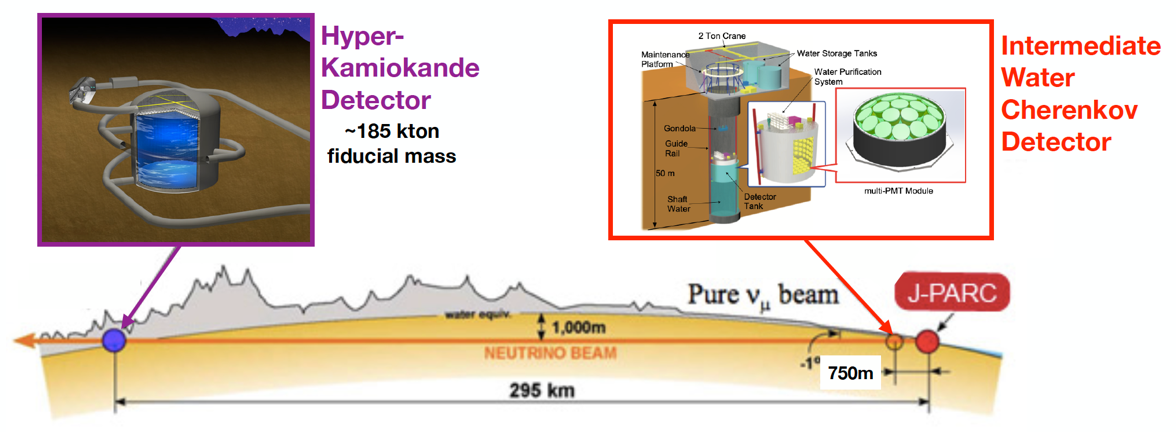 Hyper-
Kamiokande
Detector
~185 kton
fiducial mass
2 Ton Crane
Maintenance
Platform
Water Storage Tanks
Water Purification
System
Gondola
Guide
Rail
50 m
Shaft
Water
Detector
Tank
multi-PMT Module
Intermediate
Water
Cherenkov
Detector
Pure νμ beam
J-PARC
water equiv.
1,000m
NEUTRINO BEAM
-1º
750m
295 km